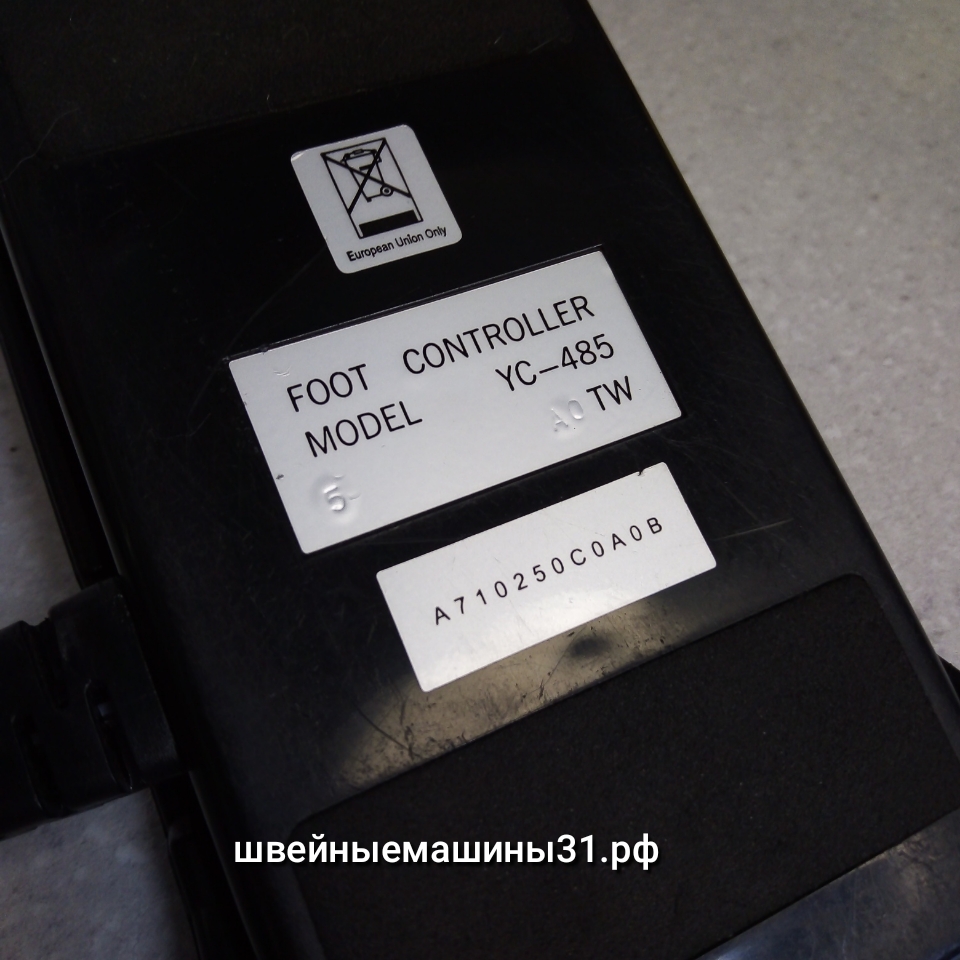 European Union Only
FOOT CONTROLLER
MODEL YC-485
A0 TW
5
A710250C0A0B
швейныемашины31.рф